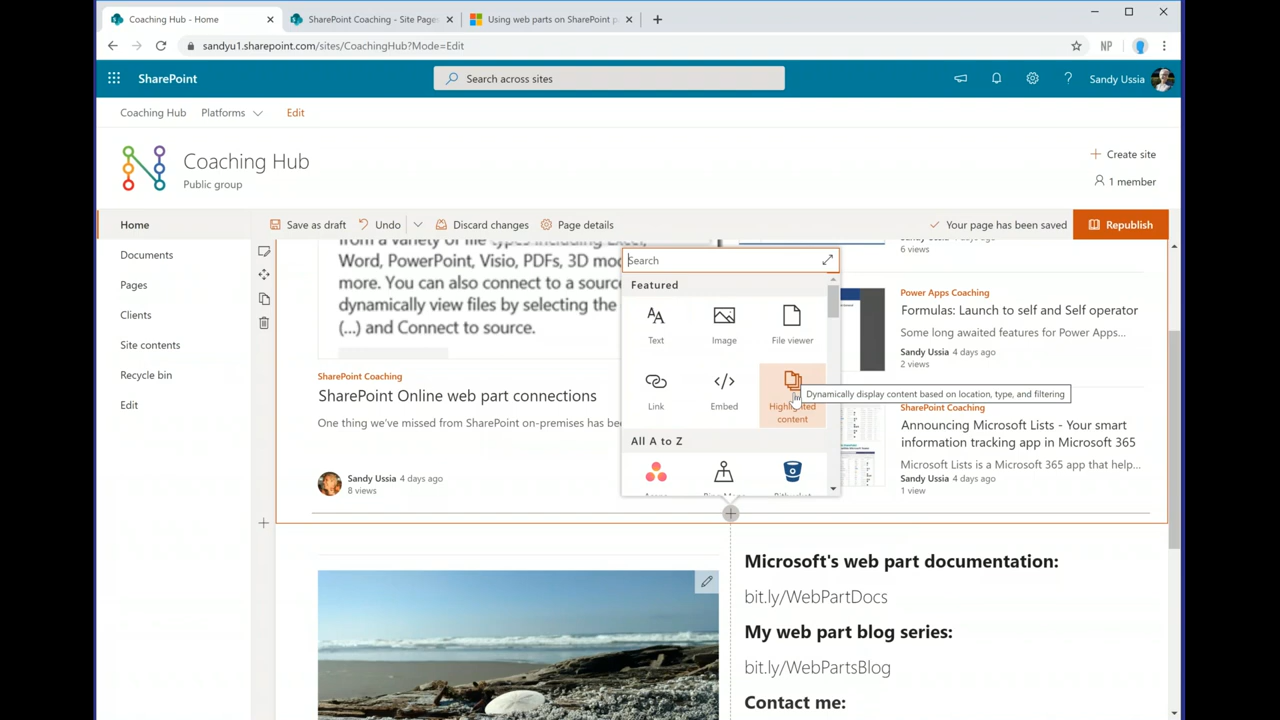 Coaching Hub - Home
SharePoint Coaching - Site Pages
Using web parts on SharePoint p
sandyu1.sharepoint.com/sites/CoachingHub?Mode=Edit
NP
SharePoint
Search across sites
Sandy Ussia
Coaching Hub
Platforms
Edit
Coaching Hub
Public group
Create site
1 member
Home
Documents
Pages
Clients
Site contents
Recycle bin
Edit
Save as draft
Undo
Discard changes
Page details
Your page has been saved
Republish
from a variety of file types including Excel,
Word, PowerPoint, Visio, PDFs, 3D mo
more. You can also connect to a source
dynamically view files by selecting the
(...) and Connect to source.
SharePoint Coaching
SharePoint Online web part connections
One thing we've missed from SharePoint on-premises has be
Sandy Ussia 4 days ago
8 views
Search
Featured
Text
Image
File viewer
Link
Embed
Highlighted
content
Dynamically display content based on location, type, and filtering
All A to Z
6 views
Power Apps Coaching
Formulas: Launch to self and Self operator
Some long awaited features for Power Apps...
Sandy Ussia 4 days ago
2 views
SharePoint Coaching
Announcing Microsoft Lists - Your smart
information tracking app in Microsoft 365
Microsoft Lists is a Microsoft 365 app that help...
Sandy Ussia 4 days ago
1 view
Microsoft's web part documentation:
bit.ly/WebPartDocs
My web part blog series:
bit.ly/WebPartsBlog
Contact me: